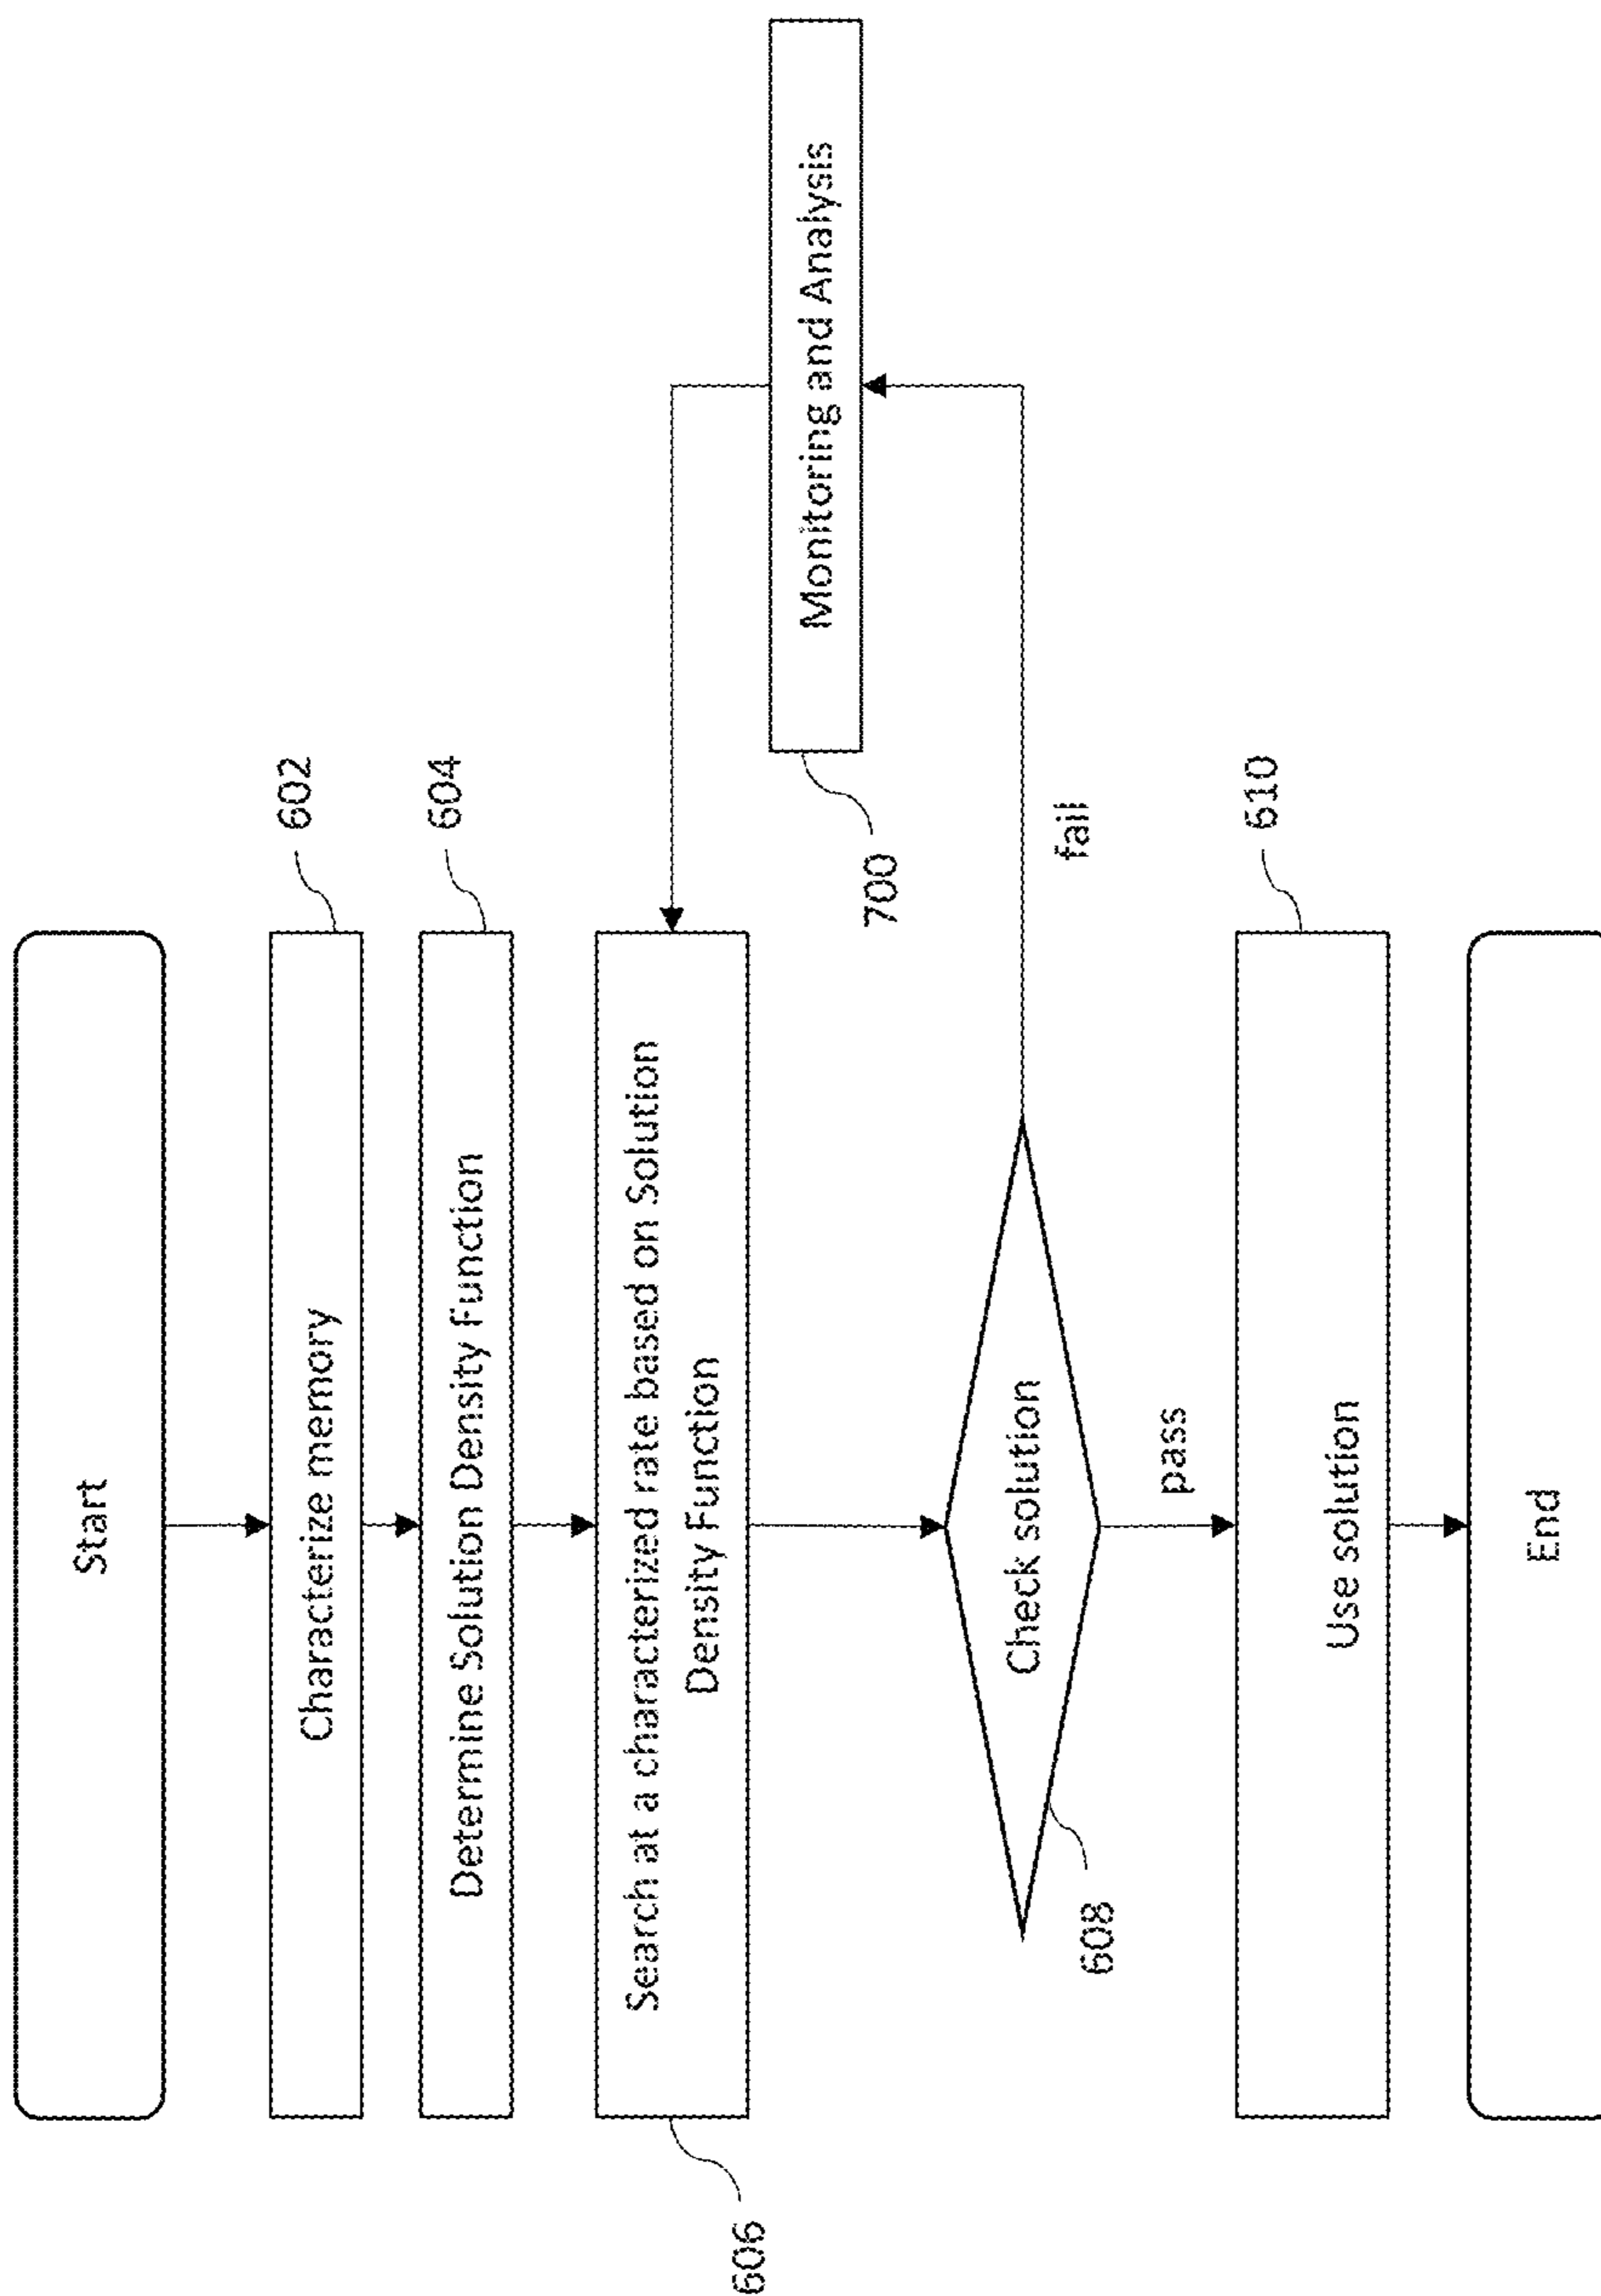 Start
Characterize memory
602
Determine Solution Density Function
604
Search at a characterized rate based on Solution
Density Function
606
Monitoring and Analysis
700
Check solution
608
fail
pass
Use solution
610
End